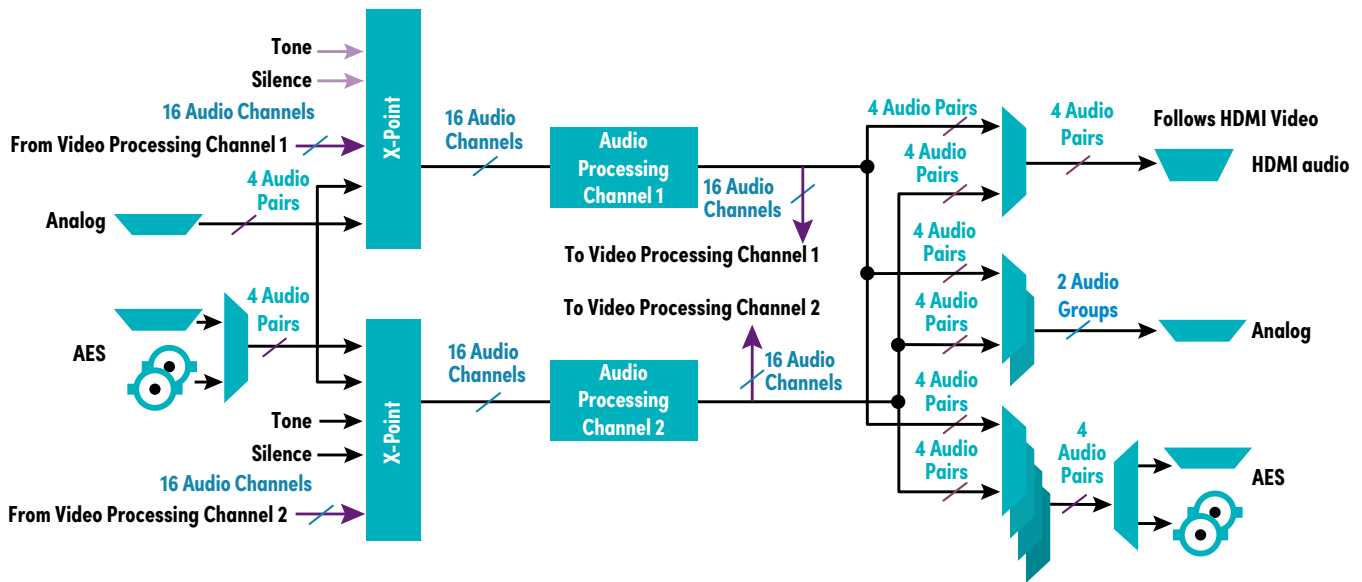 Tone
Silence
16 Audio Channels
From Video Processing Channel 1
4 Audio
Pairs
Analog
4 Audio
Pairs
AES
Tone
Silence
16 Audio Channels
From Video Processing Channel 2
X-Point
X-Point
16 Audio
Channels
Audio
Processing
Channel 1
16 Audio
Channels
To Video Processing Channel 1
To Video Processing Channel 2
16 Audio
Channels
Audio
Processing
Channel 2
16 Audio
Channels
4 Audio Pairs
4 Audio
Pairs
4 Audio
Pairs
Follows HDMI Video
HDMI audio
4 Audio
Pairs
4 Audio
Pairs
2 Audio
Groups
Analog
4 Audio
Pairs
4 Audio
Pairs
4
Audio
Pairs
AES